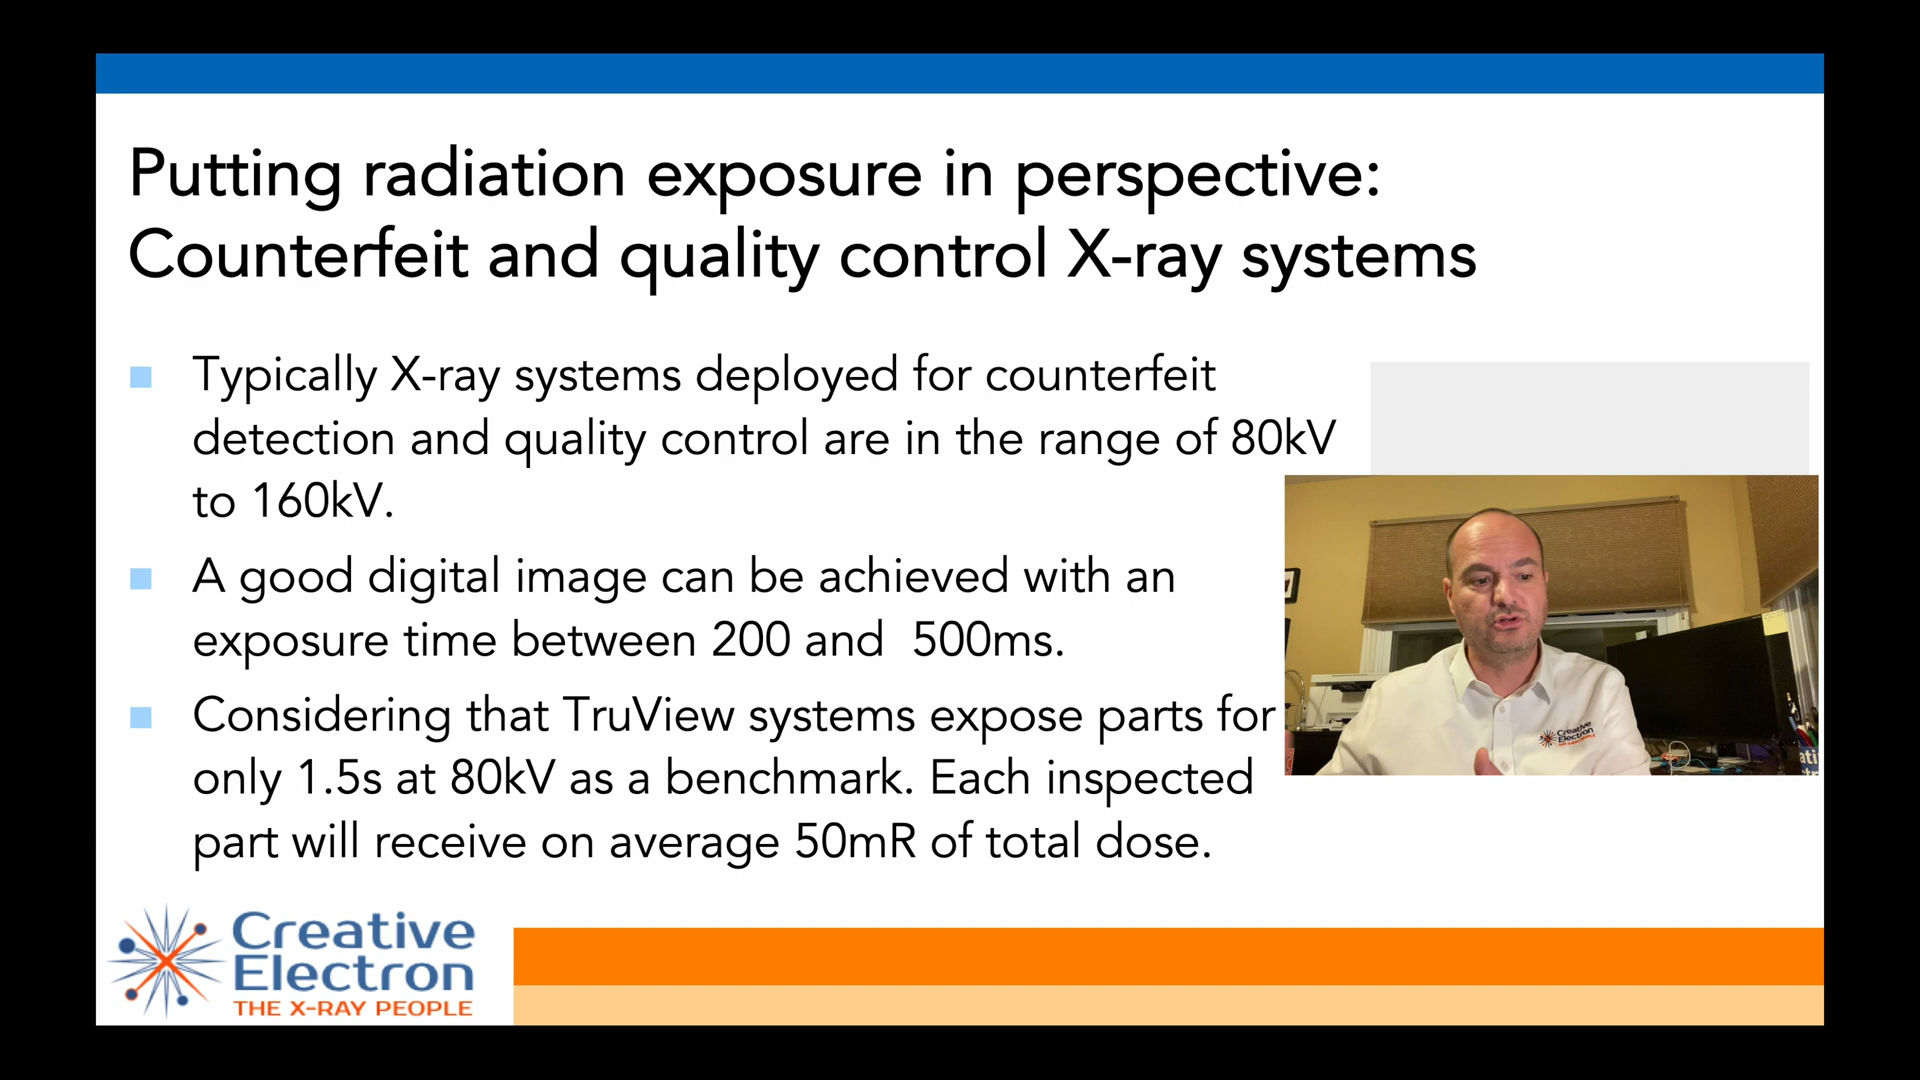 Putting radiation exposure in perspective:
Counterfeit and quality control X-ray systems
Typically X-ray systems deployed for counterfeit
detection and quality control are in the range of 80kV
to 160kV.
A good digital image can be achieved with an
exposure time between 200 and 500ms.
Considering that TruView systems expose parts for
only 1.5s at 80kV as a benchmark. Each inspected
part will receive on average 50mR of total dose.
Creative
Electron
THE X-RAY PEOPLE
Creative
Electron